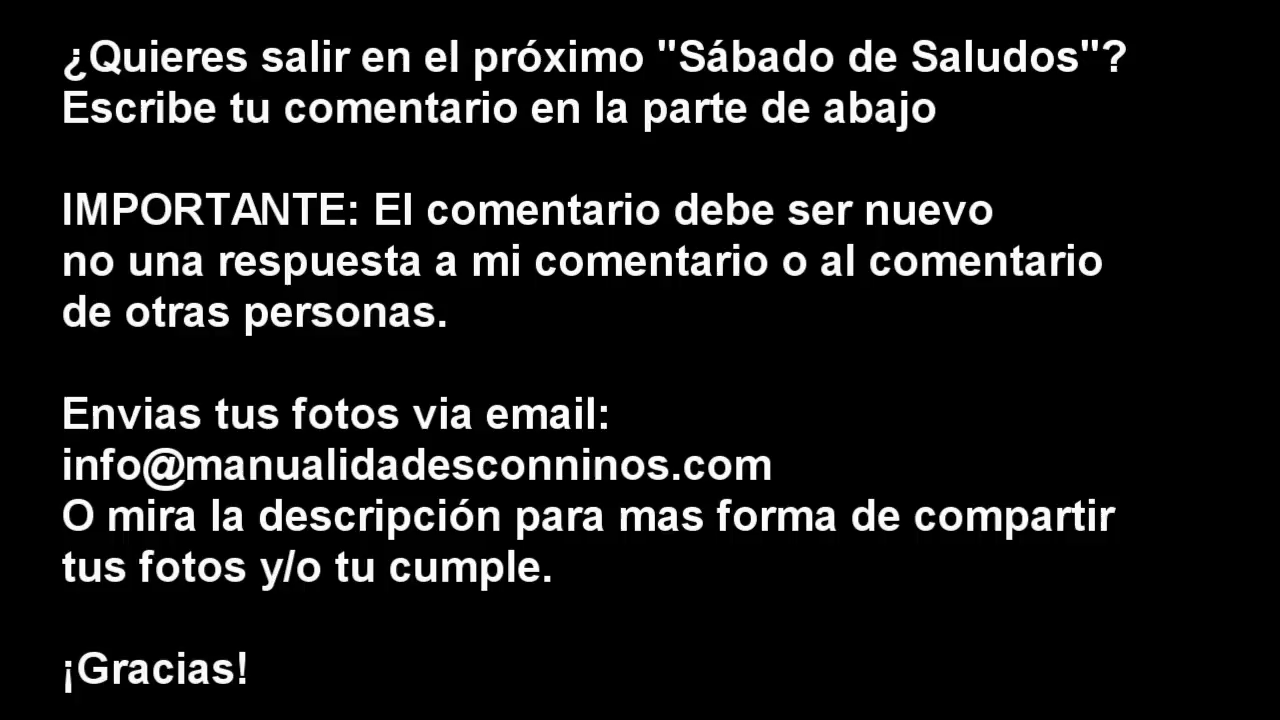 ¿Quieres salir en el próximo "Sábado de Saludos"?
Escribe tu comentario en la parte de abajo
IMPORTANTE: El comentario debe ser nuevo
no una respuesta a mi comentario o al comentario
de otras personas.
Envias tus fotos via email:
info@manualidadesconninos.com
O mira la descripción para mas forma de compartir
tus fotos y/o tu cumple.
¡Gracias!